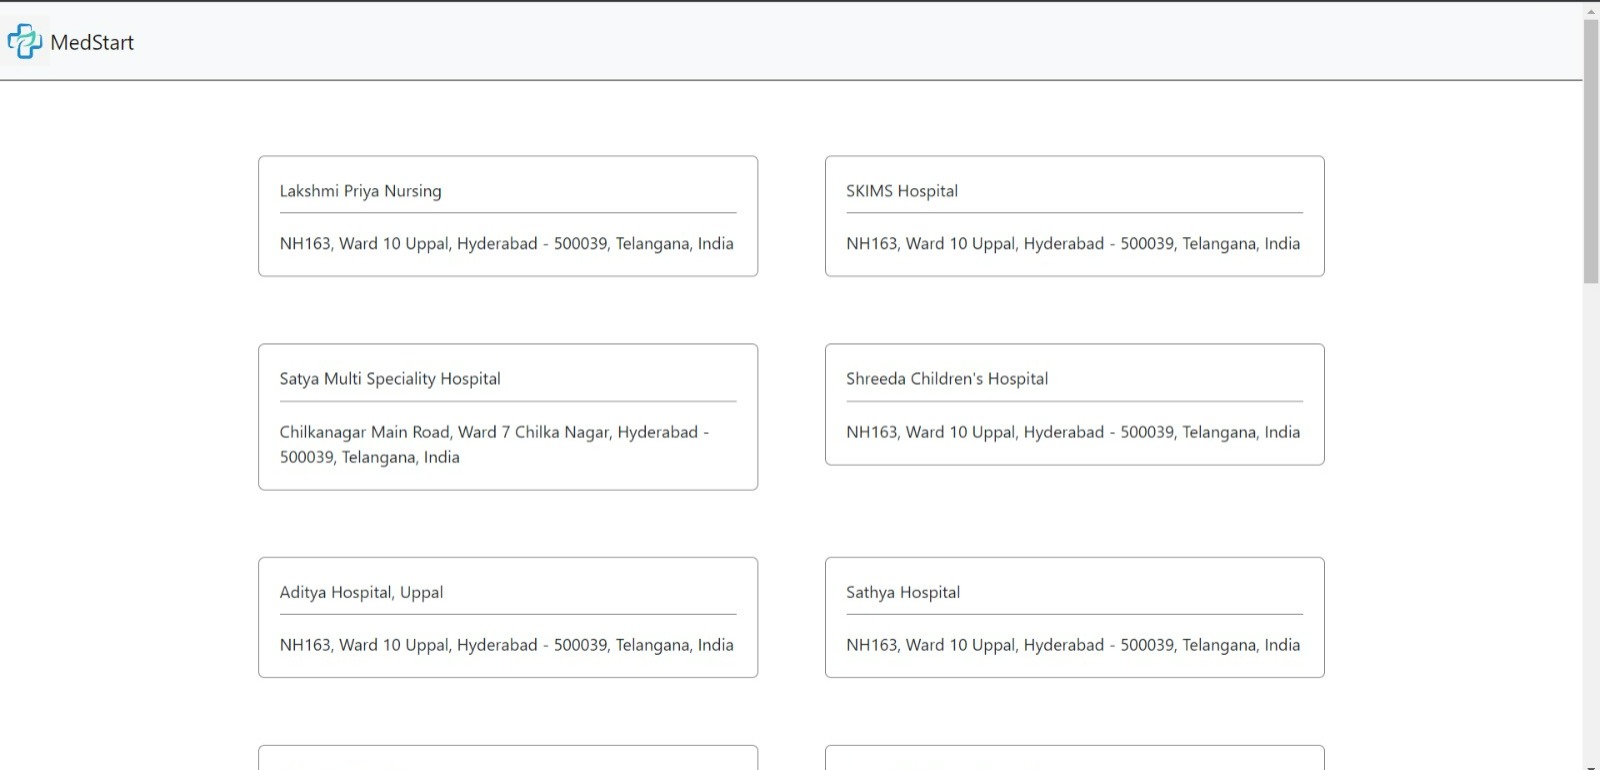 MedStart
Lakshmi Priya Nursing
NH163, Ward 10 Uppal, Hyderabad - 500039, Telangana, India
SKIMS Hospital
NH163, Ward 10 Uppal, Hyderabad - 500039, Telangana, India
Satya Multi Speciality Hospital
Chilkanagar Main Road, Ward 7 Chilka Nagar, Hyderabad -
500039, Telangana, India
Shreeda Children's Hospital
NH163, Ward 10 Uppal, Hyderabad - 500039, Telangana, India
Aditya Hospital, Uppal
NH163, Ward 10 Uppal, Hyderabad - 500039, Telangana, India
Sathya Hospital
NH163, Ward 10 Uppal, Hyderabad - 500039, Telangana, India